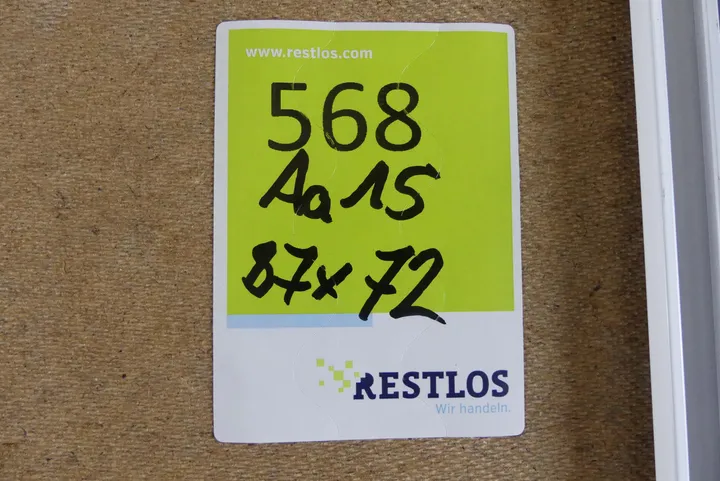 www.restlos.com
568
Aa 15
87x72
RESTLOS
Wir handeln.